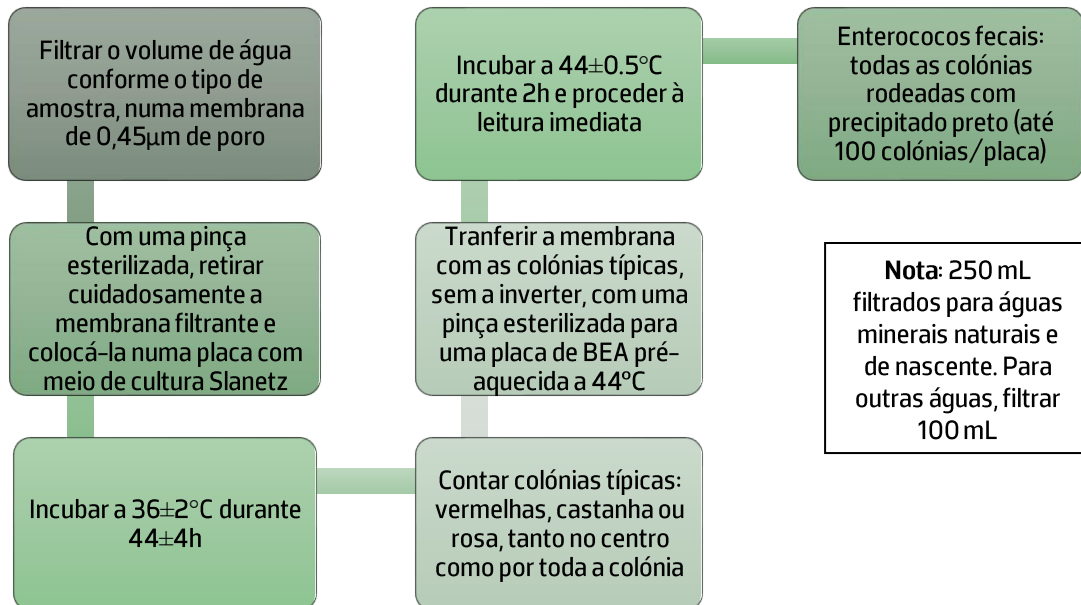 Filtrar o volume de água
conforme o tipo de
amostra, numa membrana
de 0,45µm de poro
Com uma pinça
esterilizada, retirar
cuidadosamente a
membrana filtrante e
colocá-la numa placa com
meio de cultura Slanetz
Incubar a 36±2°C durante
44±4h
Contar colónias típicas:
vermelhas, castanha ou
rosa, tanto no centro
como por toda a colónia
Tranferir a membrana
com as colónias típicas,
sem a inverter, com uma
pinça esterilizada para
uma placa de BEA pré-
aquecida a 44ºC
Incubar a 44±0.5°C
durante 2h e proceder à
leitura imediata
Enterococos fecais:
todas as colónias
rodeadas com
precipitado preto (até
100 colónias/placa)
Nota: 250 mL
filtrados para águas
minerais naturais e
de nascente. Para
outras águas, filtrar
100 mL